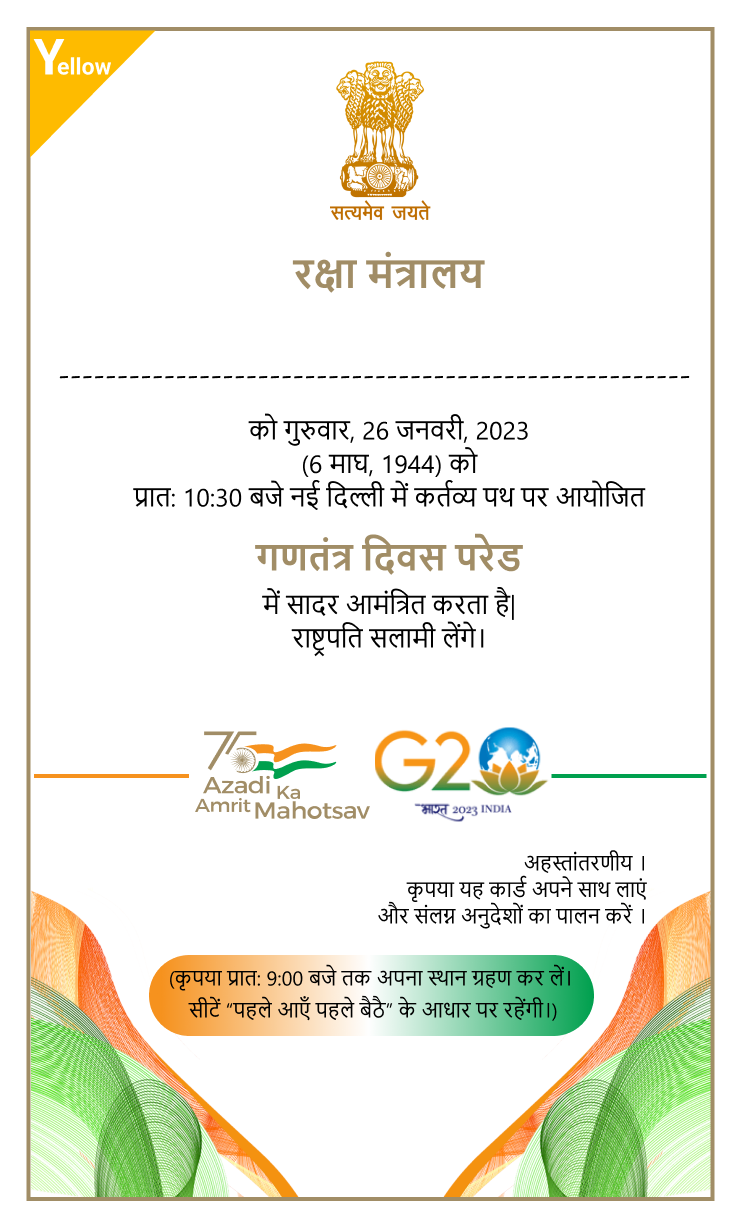 Yellow
सत्यमेव जयते
रक्षा मंत्रालय
को गुरुवार, 26 जनवरी, 2023
(6 माघ, 1944) को
प्रात: 10:30 बजे नई दिल्ली में कर्तव्य पथ पर आयोजित
गणतंत्र दिवस परेड
में सादर आमंत्रित करता है|
राष्ट्रपति सलामी लेंगे।
75
Azadi Ka
Amrit Mahotsav
G20
भारत 2023 INDIA
अहस्तांतरणीय ।
कृपया यह कार्ड अपने साथ लाएं
और संलग्न अनुदेशों का पालन करें ।
(कृपया प्रात: 9:00 बजे तक अपना स्थान ग्रहण कर लें।
सीटें “पहले आएँ पहले बैठै” के आधार पर रहेंगी।)